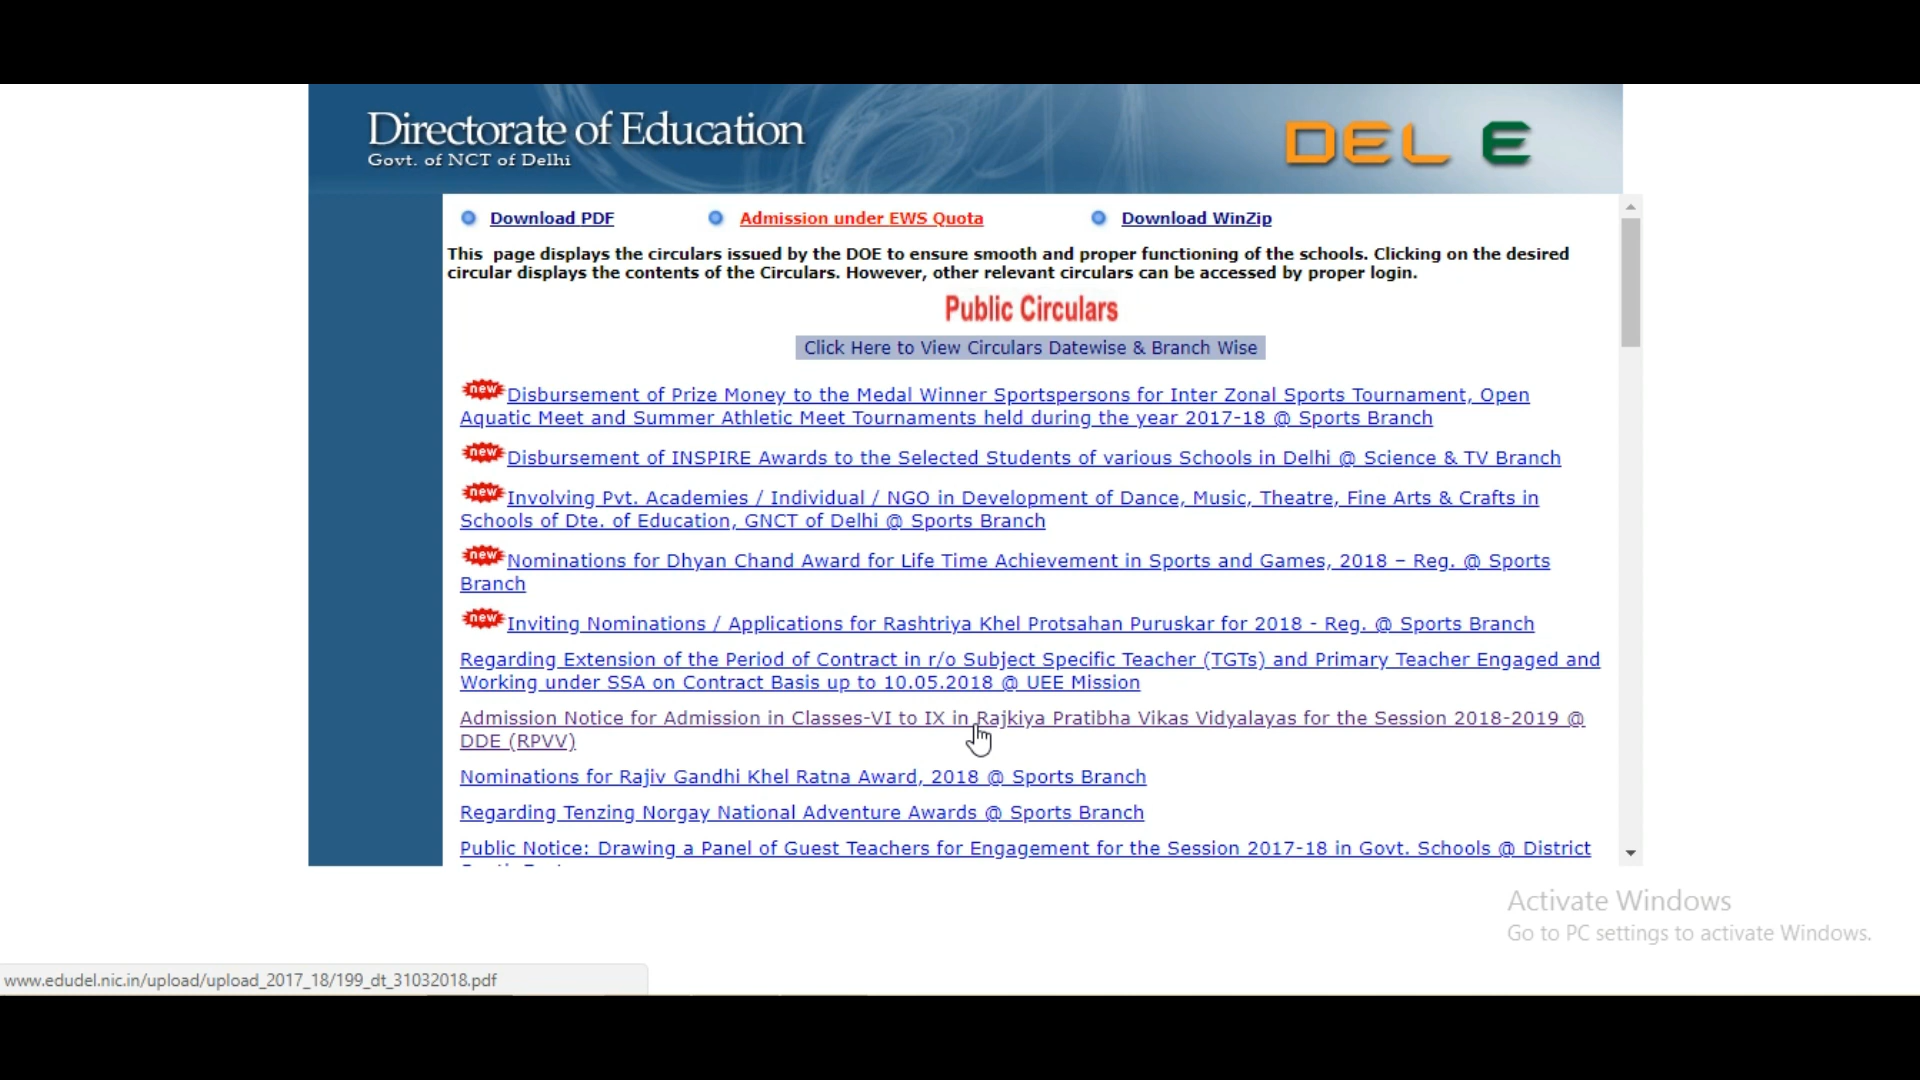 Directorate of Education
Govt. of NCT of Delhi
DEL E
Download PDF
Admission under EWS Quota
Download WinZip
This page displays the circulars issued by the DOE to ensure smooth and proper functioning of the schools. Clicking on the desired
circular displays the contents of the Circulars. However, other relevant circulars can be accessed by proper login.
Public Circulars
Click Here to View Circulars Datewise & Branch Wise
new Disbursement of Prize Money to the Medal Winner Sportspersons for Inter Zonal Sports Tournament, Open
Aquatic Meet and Summer Athletic Meet Tournaments held during the year 2017-18 @ Sports Branch
new Disbursement of INSPIRE Awards to the Selected Students of various Schools in Delhi @ Science & TV Branch
new Involving Pvt. Academies / Individual / NGO in Development of Dance, Music, Theatre, Fine Arts & Crafts in
Schools of Dte. of Education, GNCT of Delhi @ Sports Branch
new Nominations for Dhyan Chand Award for Life Time Achievement in Sports and Games, 2018 – Reg. @ Sports
Branch
new Inviting Nominations / Applications for Rashtriya Khel Protsahan Puruskar for 2018 - Reg. @ Sports Branch
Regarding Extension of the Period of Contract in r/o Subject Specific Teacher (TGTs) and Primary Teacher Engaged and
Working under SSA on Contract Basis up to 10.05.2018 @ UEE Mission
Admission Notice for Admission in Classes-VI to IX in Rajkiya Pratibha Vikas Vidyalayas for the Session 2018-2019 @
DDE (RPVV)
Nominations for Rajiv Gandhi Khel Ratna Award, 2018 @ Sports Branch
Regarding Tenzing Norgay National Adventure Awards @ Sports Branch
Public Notice: Drawing a Panel of Guest Teachers for Engagement for the Session 2017-18 in Govt. Schools @ District
Activate Windows
Go to PC settings to activate Windows.
www.edudel.nic.in/upload/upload_2017_18/199_dt_31032018.pdf